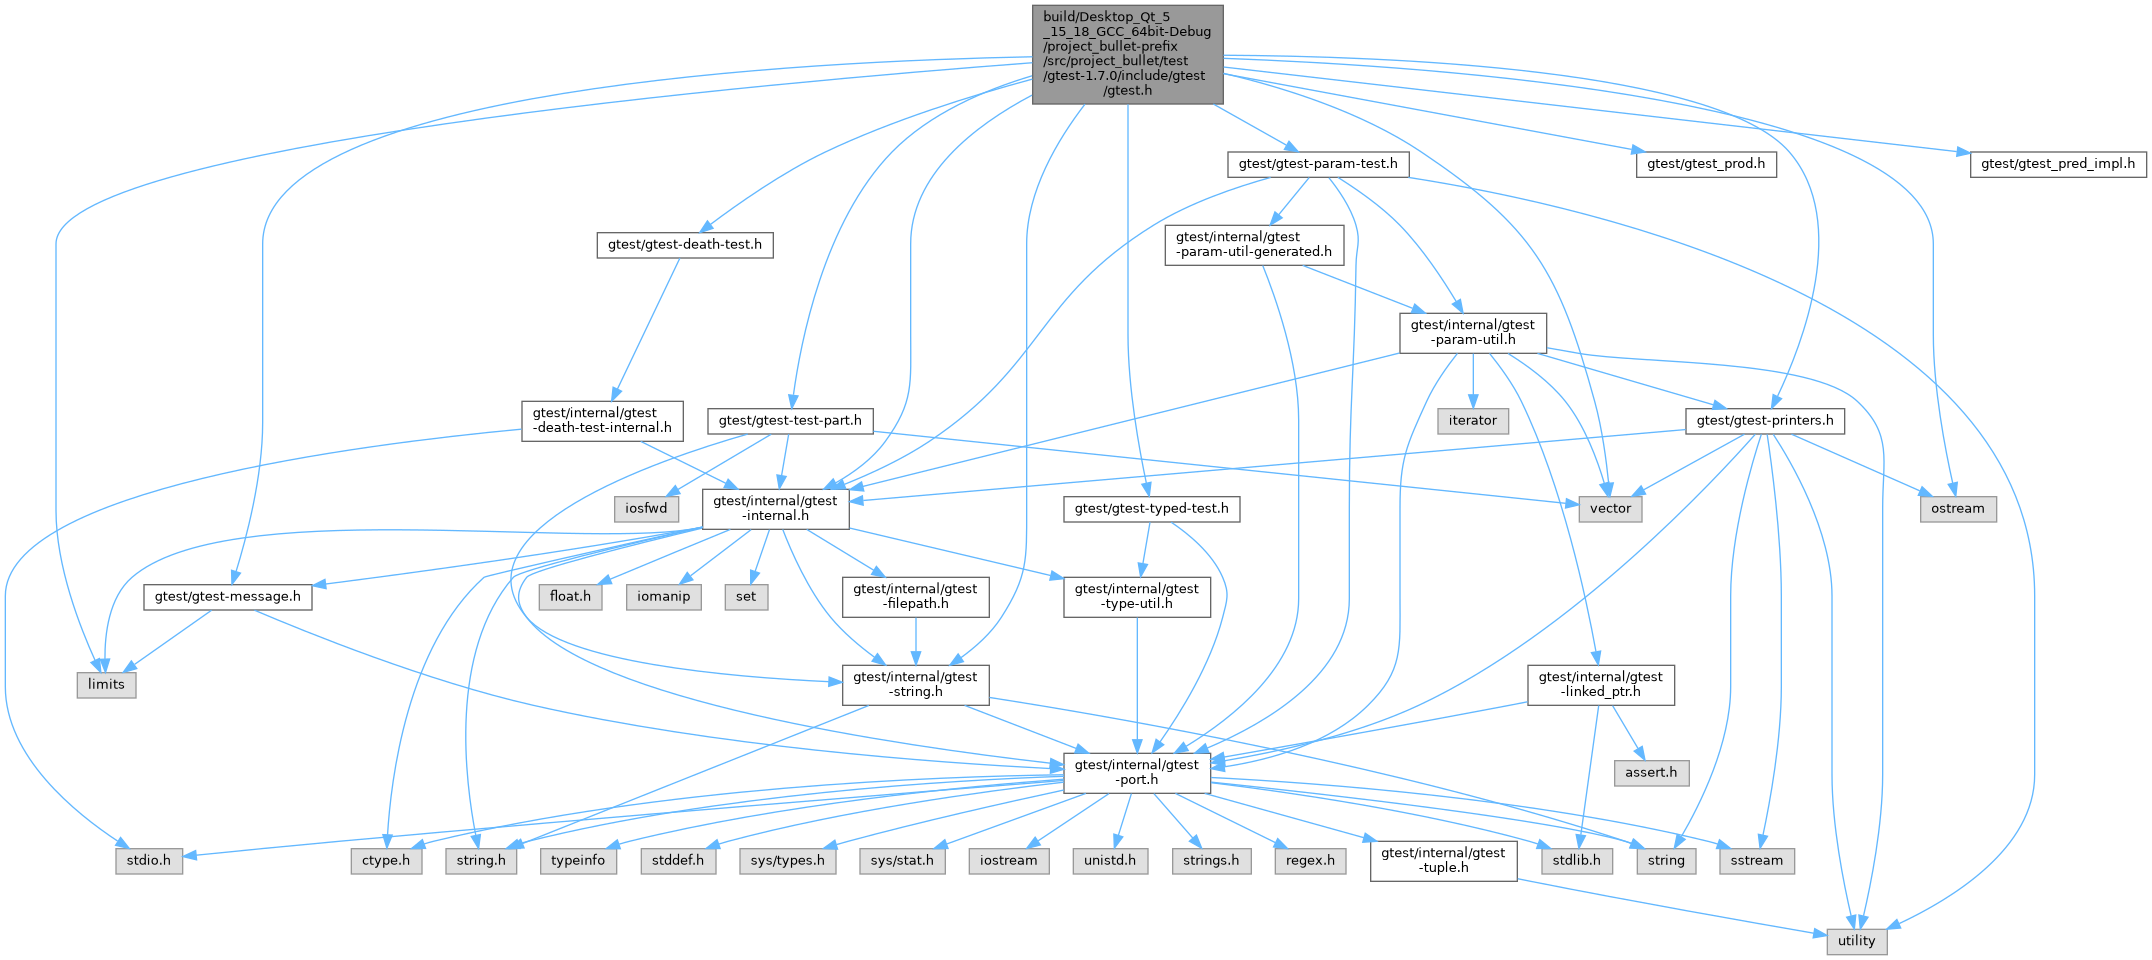 build/Desktop_Qt_5
_15_18_GCC_64bit-Debug
/project_bullet-prefix
/src/project_bullet/test
/gtest-1.7.0/include/gtest
/gtest.h
gtest/gtest-param-test.h
gtest/gtest_prod.h
gtest/gtest_pred_impl.h
gtest/gtest-death-test.h
gtest/internal/gtest
-param-util-generated.h
gtest/internal/gtest
-param-util.h
gtest/internal/gtest
-death-test-internal.h
gtest/gtest-test-part.h
iterator
gtest/gtest-printers.h
iosfwd
gtest/internal/gtest
-internal.h
gtest/gtest-typed-test.h
vector
ostream
gtest/gtest-message.h
float.h
iomanip
set
gtest/internal/gtest
-filepath.h
gtest/internal/gtest
-type-util.h
limits
gtest/internal/gtest
-string.h
gtest/internal/gtest
-linked_ptr.h
gtest/internal/gtest
-port.h
assert.h
stdio.h
ctype.h
string.h
typeinfo
stddef.h
sys/types.h
sys/stat.h
iostream
unistd.h
strings.h
regex.h
gtest/internal/gtest
-tuple.h
stdlib.h
string
sstream
utility